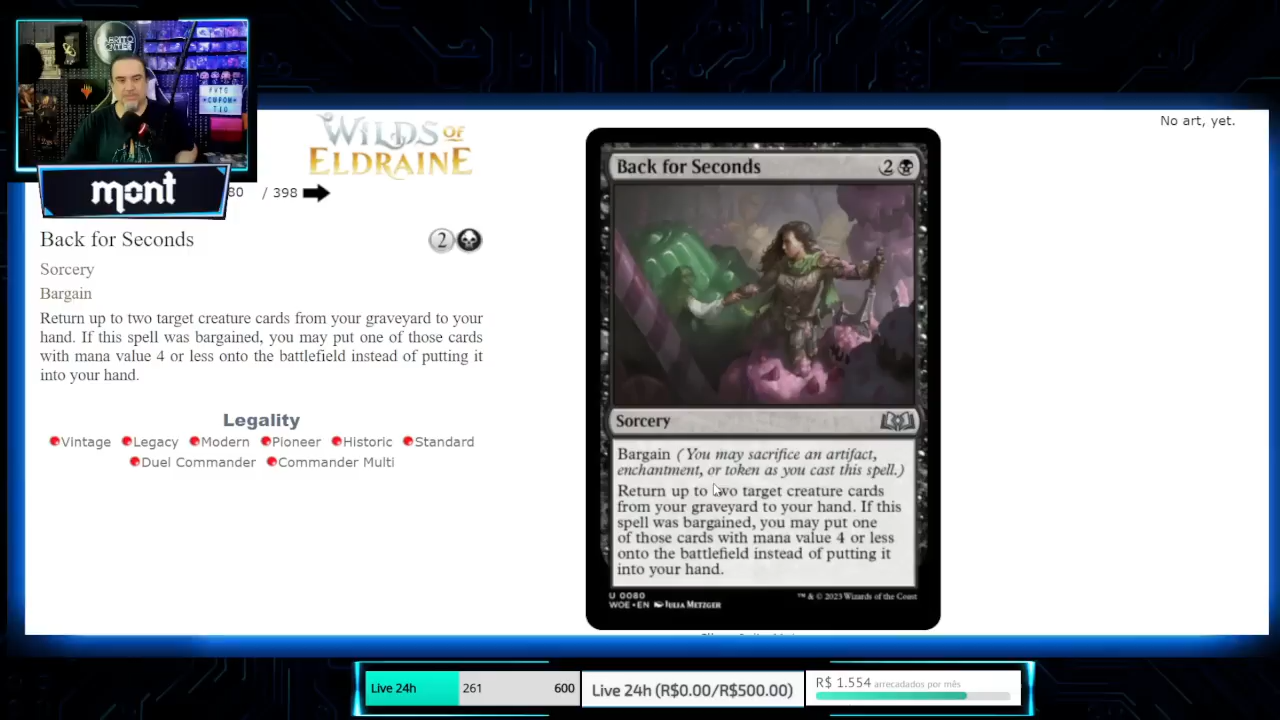 mont
WILDS OF
ELDRAINE
80 / 398
No art, yet.
Back for Seconds
2
Sorcery
Bargain
Return up to two target creature cards from your graveyard to your
hand. If this spell was bargained, you may put one of those cards
with mana value 4 or less onto the battlefield instead of putting it
into your hand.
Legality
Vintage Legacy Modern Pioneer Historic Standard
Duel Commander Commander Multi
Back for Seconds 2
Sorcery
Bargain (You may sacrifice an artifact,
enchantment, or token as you cast this spell.)
Return up to two target creature cards
from your graveyard to your hand. If this
spell was bargained, you may put one
of those cards with mana value 4 or less
onto the battlefield instead of putting it
into your hand.
U 0080
WOE • EN Julia Metzger
™ & © 2023 Wizards of the Coast
Live 24h 261 600
Live 24h (R$0.00/R$500.00)
R$ 1.554 arrecadados por mês